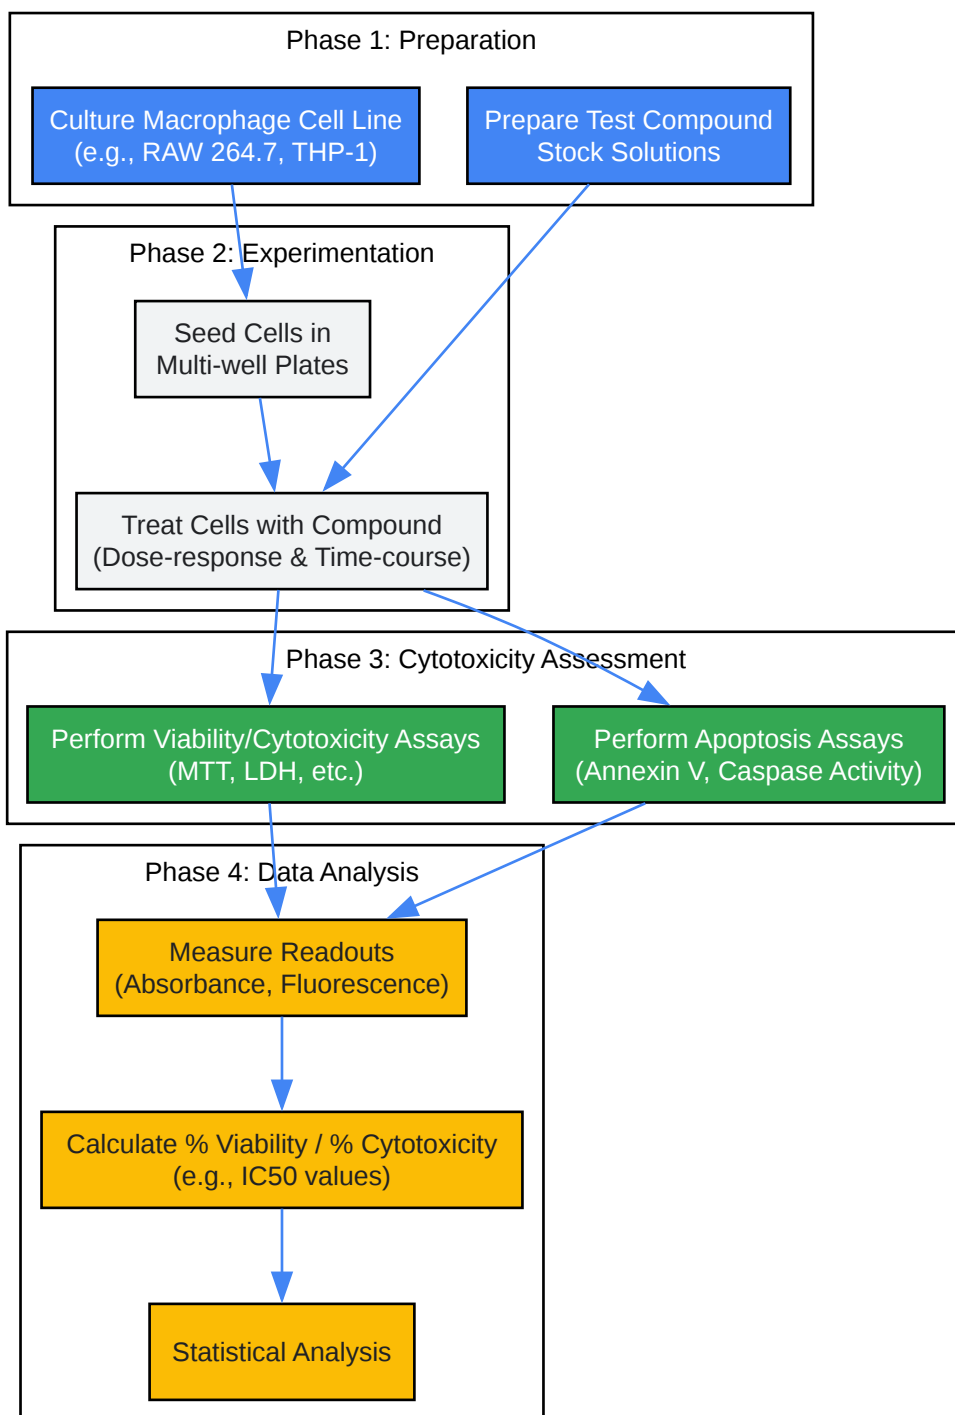 Phase 1: Preparation
Culture Macrophage Cell Line
(e.g., RAW 264.7, THP-1)
Prepare Test Compound
Stock Solutions
Phase 2: Experimentation
Seed Cells in
Multi-well Plates
Treat Cells with Compound
(Dose-response & Time-course)
Phase 3: Cytotoxicity Assessment
Perform Viability/Cytotoxicity Assays
(MTT, LDH, etc.)
Perform Apoptosis Assays
(Annexin V, Caspase Activity)
Phase 4: Data Analysis
Measure Readouts
(Absorbance, Fluorescence)
Calculate % Viability / % Cytotoxicity
(e.g., IC50 values)
Statistical Analysis